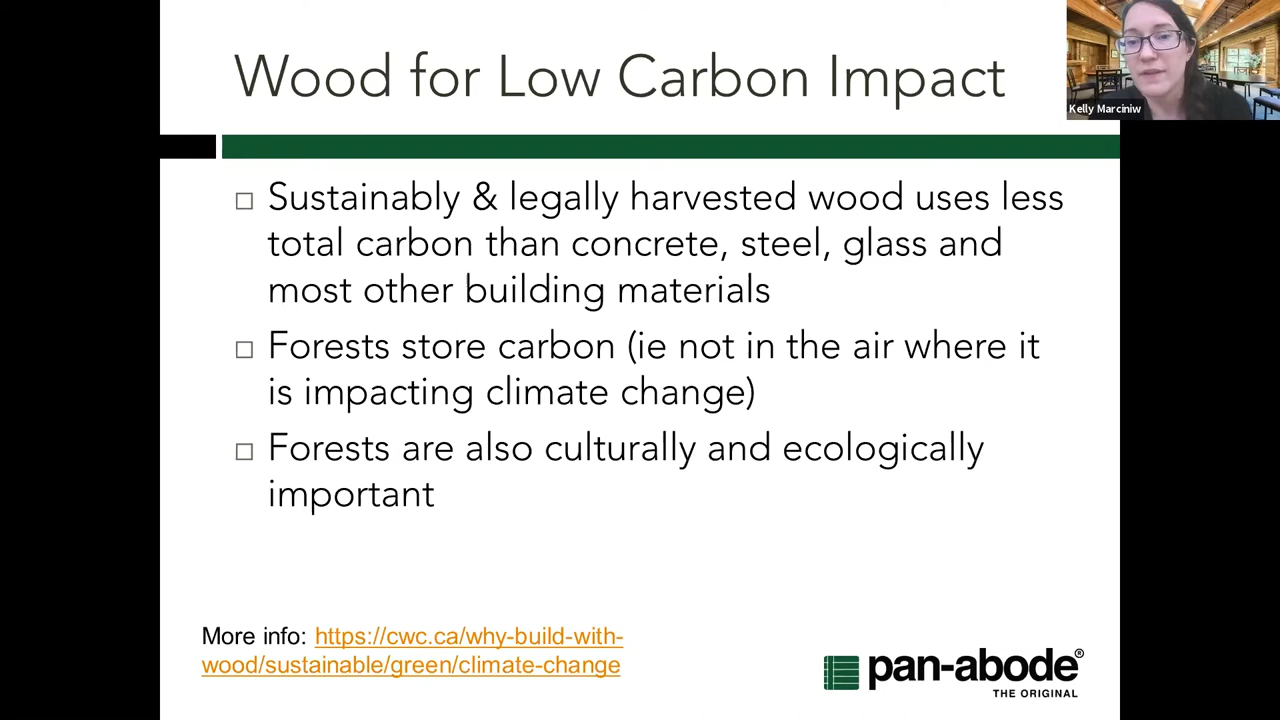 Wood for Low Carbon Impact
Kelly Marciniw
□ Sustainably & legally harvested wood uses less
total carbon than concrete, steel, glass and
most other building materials
□ Forests store carbon (ie not in the air where it
is impacting climate change)
□ Forests are also culturally and ecologically
important
More info: https://cwc.ca/why-build-with-
wood/sustainable/green/climate-change
pan-abode®
THE ORIGINAL